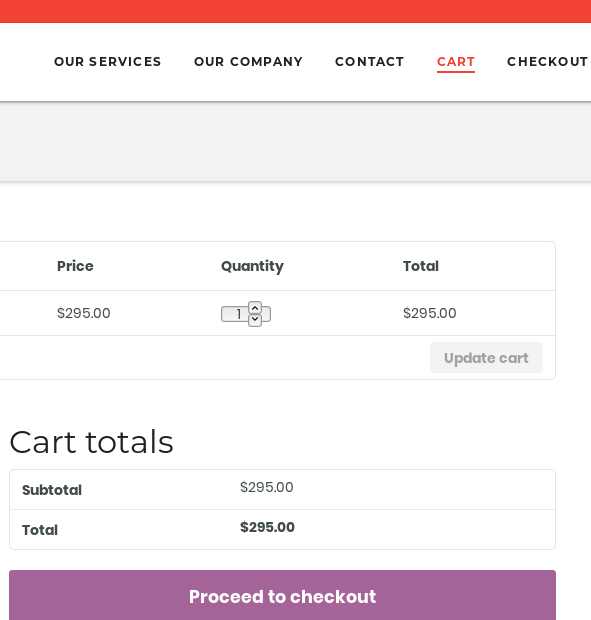 OUR SERVICES OUR COMPANY CONTACT CART CHECKOUT
Price Quantity Total
$295.00 1 $295.00
Update cart
Cart totals
Subtotal $295.00
Total $295.00
Proceed to checkout